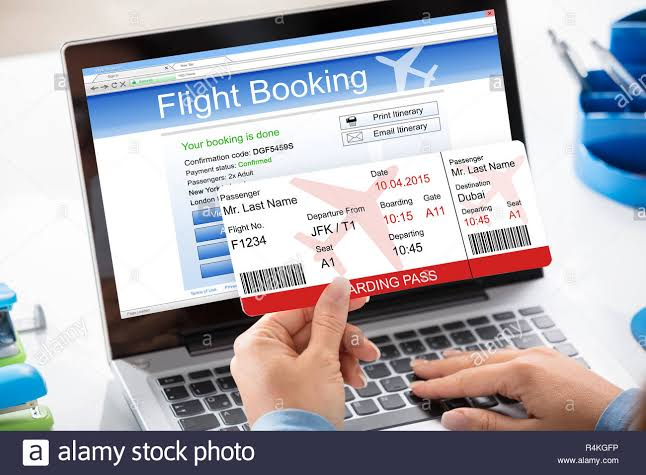 Flight Booking
Print Itinerary
Email Itinerary
Your booking is done
Confirmation code: DGF5459S
Payment status: Confirmed
Passengers: 2x Adult
New York
London
Passenger
Mr. Last Name
Date
10.04.2015
Flight No.
F1234
Departure From
JFK / T1
Boarding
10:15
Gate
A11
Seat
A1
Departing
10:45
ARDING PASS
Passenger
Mr. Last Name
Destination
Dubai
Departing
10:45
Seat
A11
alamy
alamy stock photo
R4KGFP
www.alamy.com